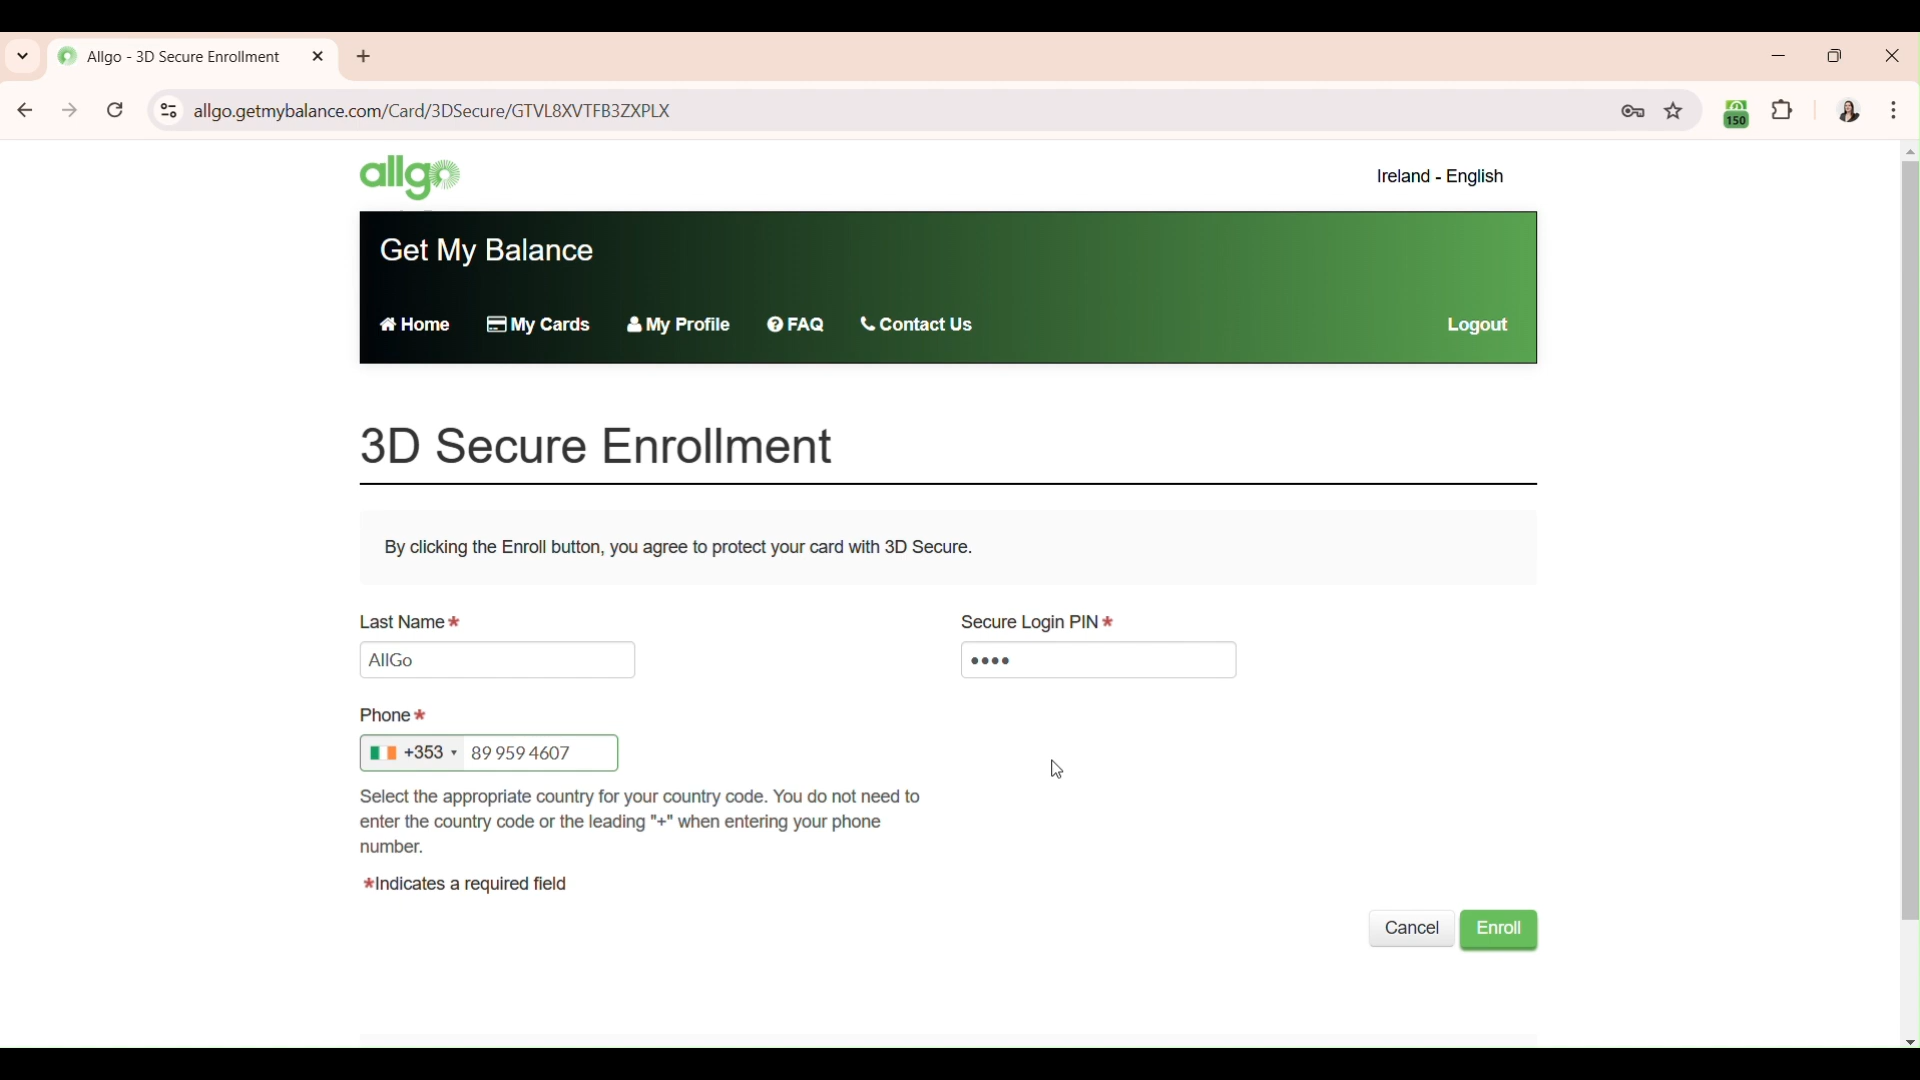 Allgo - 3D Secure Enrollment
allgo.getmybalance.com/Card/3DSecure/GTVL8XVTFB3ZXPLX
150
allgo
Ireland - English
Get My Balance
Home My Cards My Profile FAQ Contact Us Logout
3D Secure Enrollment
By clicking the Enroll button, you agree to protect your card with 3D Secure.
Last Name* Secure Login PIN*
AllGo ••••
Phone*
+353 89 959 4607
Select the appropriate country for your country code. You do not need to
enter the country code or the leading "+" when entering your phone
number.
*Indicates a required field
Cancel Enroll